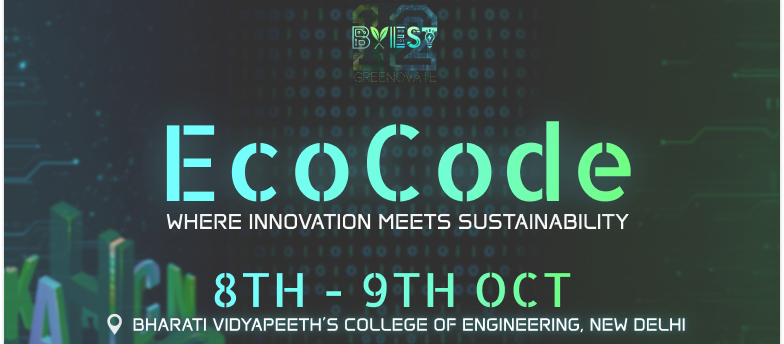 BVEST
GREENOVATE
EcoCode
WHERE INNOVATION MEETS SUSTAINABILITY
8TH - 9TH OCT
BHARATI VIDYAPEETH'S COLLEGE OF ENGINEERING, NEW DELHI